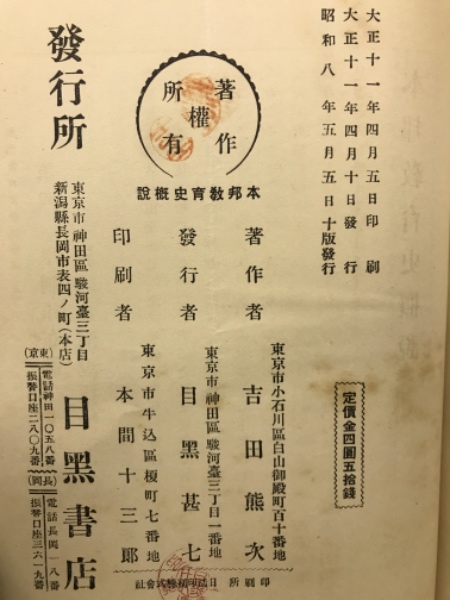 大正十一年四月五日印刷
大正十一年四月十日發行
昭和八年五月五日十版發行
定價金四圓五拾錢
著作
權
所有
本邦敎育史槪說
著作者
東京市小石川區白山御殿町百十番地
吉田熊次
發行者
東京市神田區駿河臺三丁目一番地
目黑甚七
印刷者
東京市牛込區榎町七番地
本間十三郞
印刷所
發行所
東京市神田區駿河臺三丁目
新潟縣長岡市表四ノ町(本店)
目黑書店
(東京)
電話神田一〇五八番
振替口座二八〇九番
(長岡)
電話長岡一八番
振替口座三六一九番